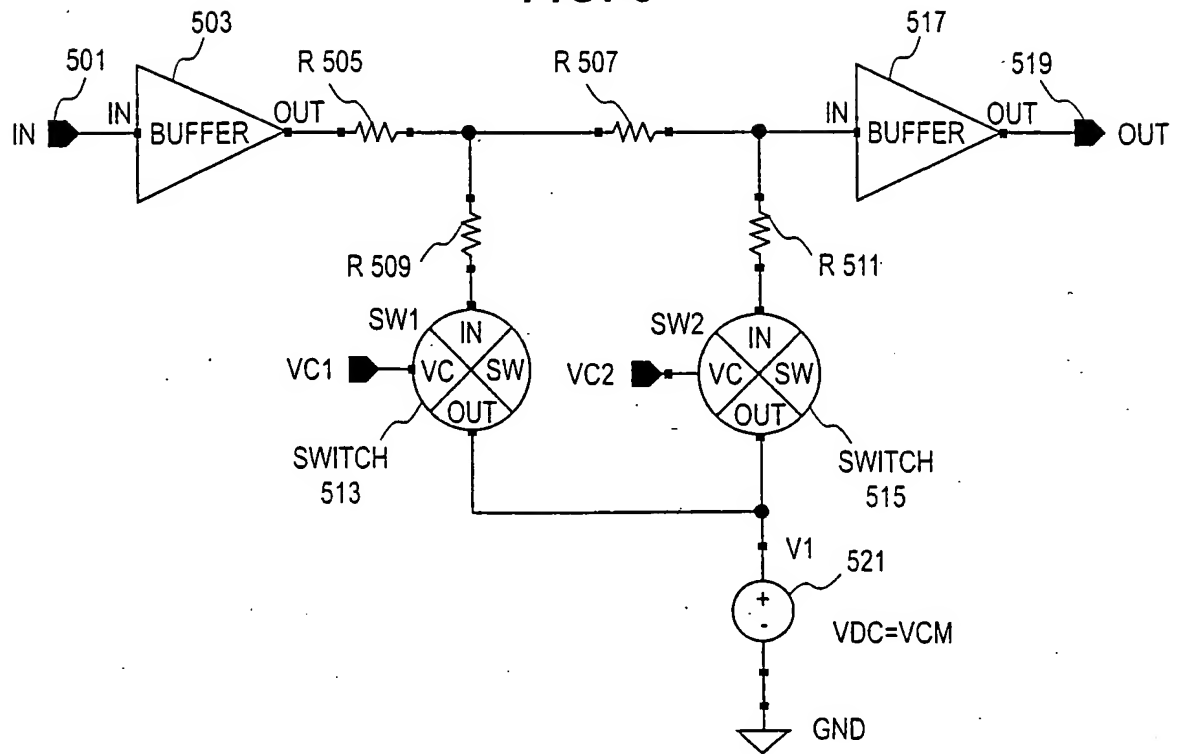 503
501
R 505
R 507
517
519
IN
IN
BUFFER
OUT
IN
BUFFER
OUT
OUT
R 509
R 511
SW1
IN
VC1
VC
SW
OUT
SW2
IN
VC2
VC
SW
OUT
SWITCH
513
SWITCH
515
V1
521
+
-
VDC=VCM
GND